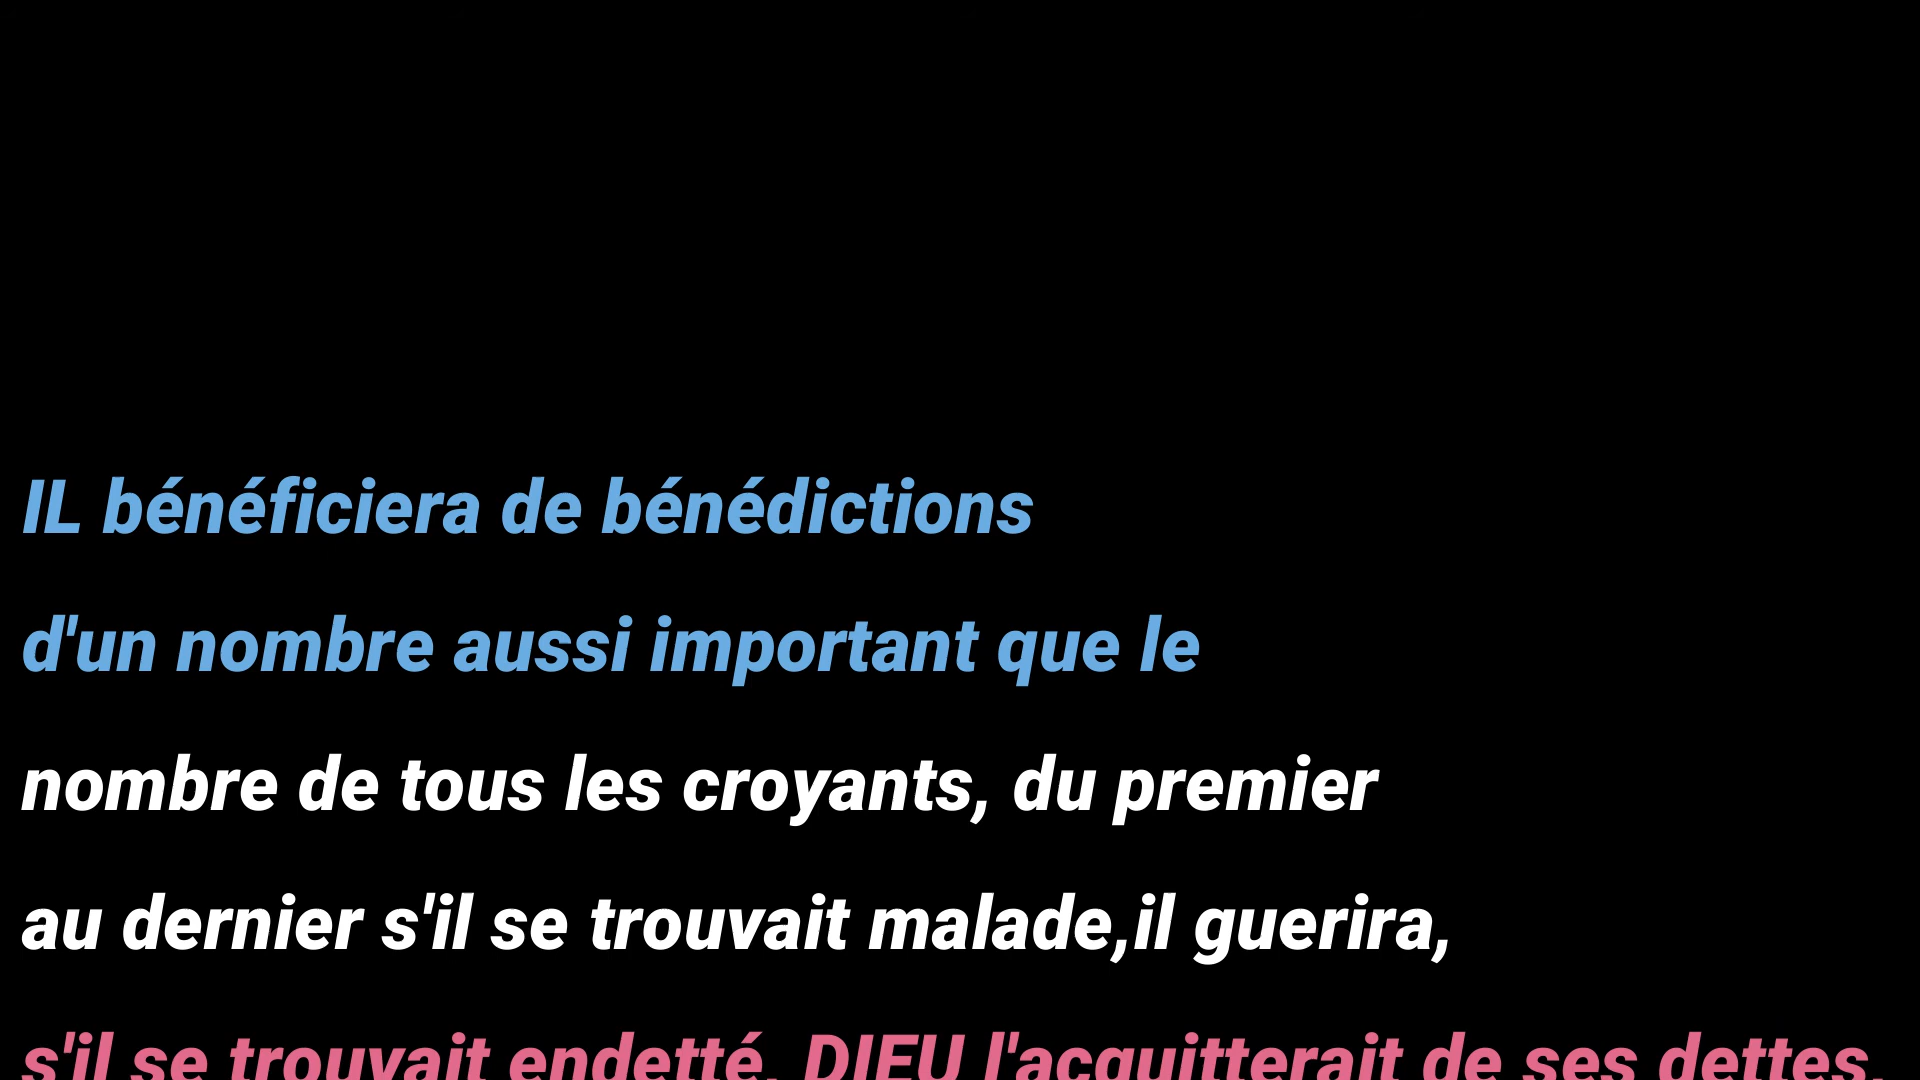 IL bénéficiera de bénédictions
d'un nombre aussi important que le
nombre de tous les croyants, du premier
au dernier s'il se trouvait malade,il guerira,
s'il se trouvait endetté, DIEU l'acquitterait de ses dettes,